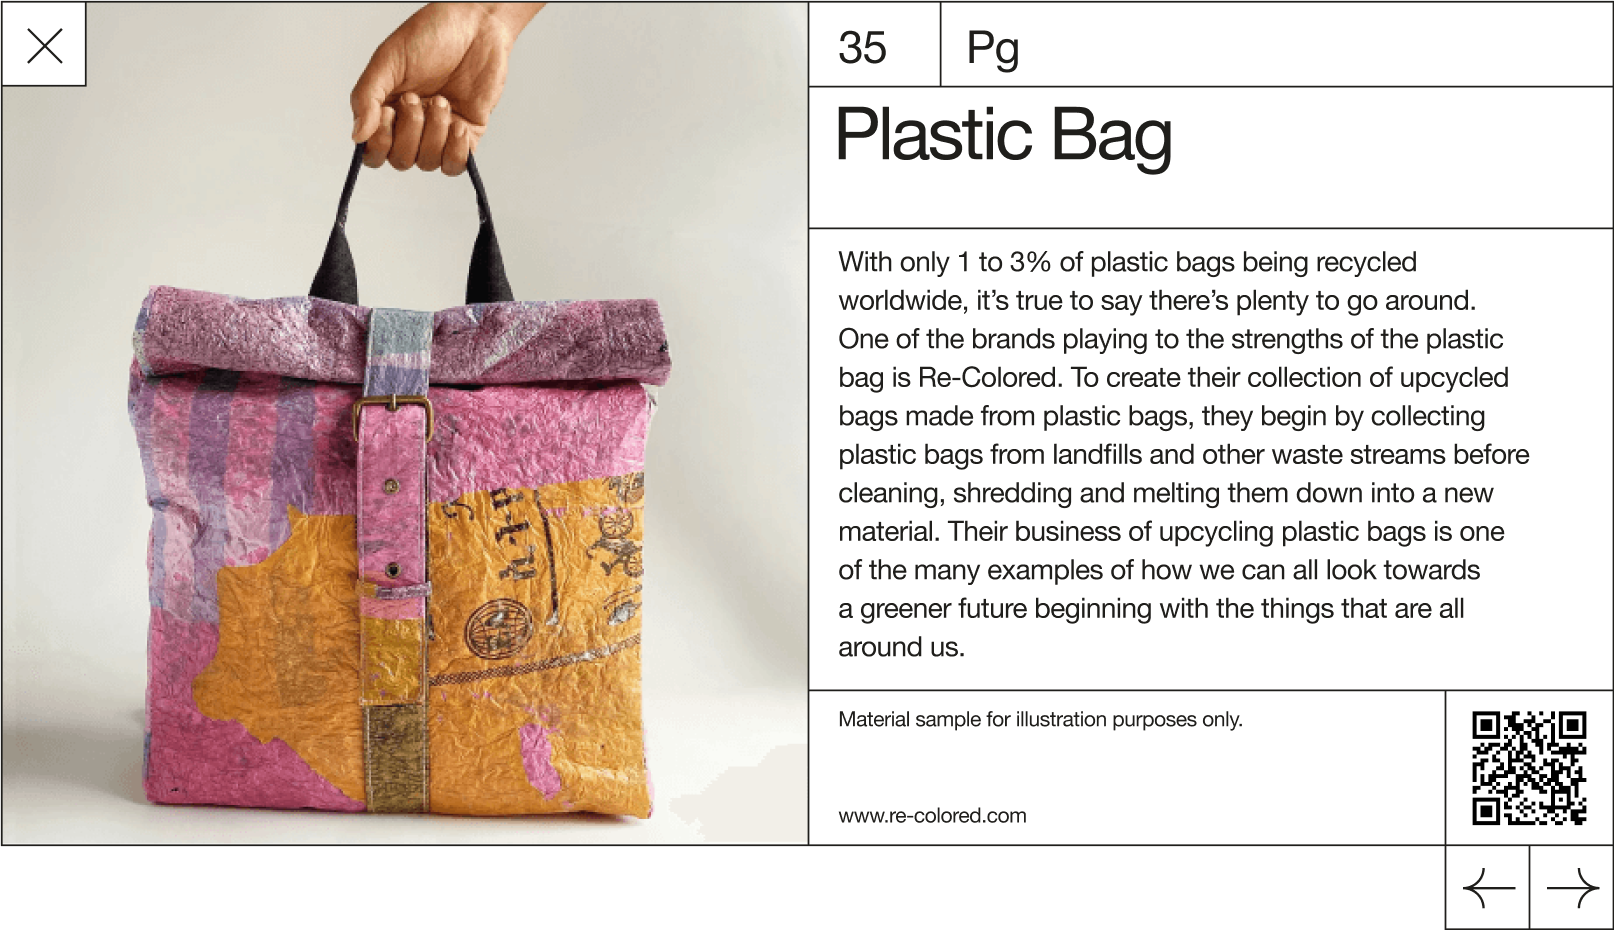 35
Pg
Plastic Bag
With only 1 to 3% of plastic bags being recycled
worldwide, it’s true to say there’s plenty to go around.
One of the brands playing to the strengths of the plastic
bag is Re-Colored. To create their collection of upcycled
bags made from plastic bags, they begin by collecting
plastic bags from landfills and other waste streams before
cleaning, shredding and melting them down into a new
material. Their business of upcycling plastic bags is one
of the many examples of how we can all look towards
a greener future beginning with the things that are all
around us.
Material sample for illustration purposes only.
www.re-colored.com